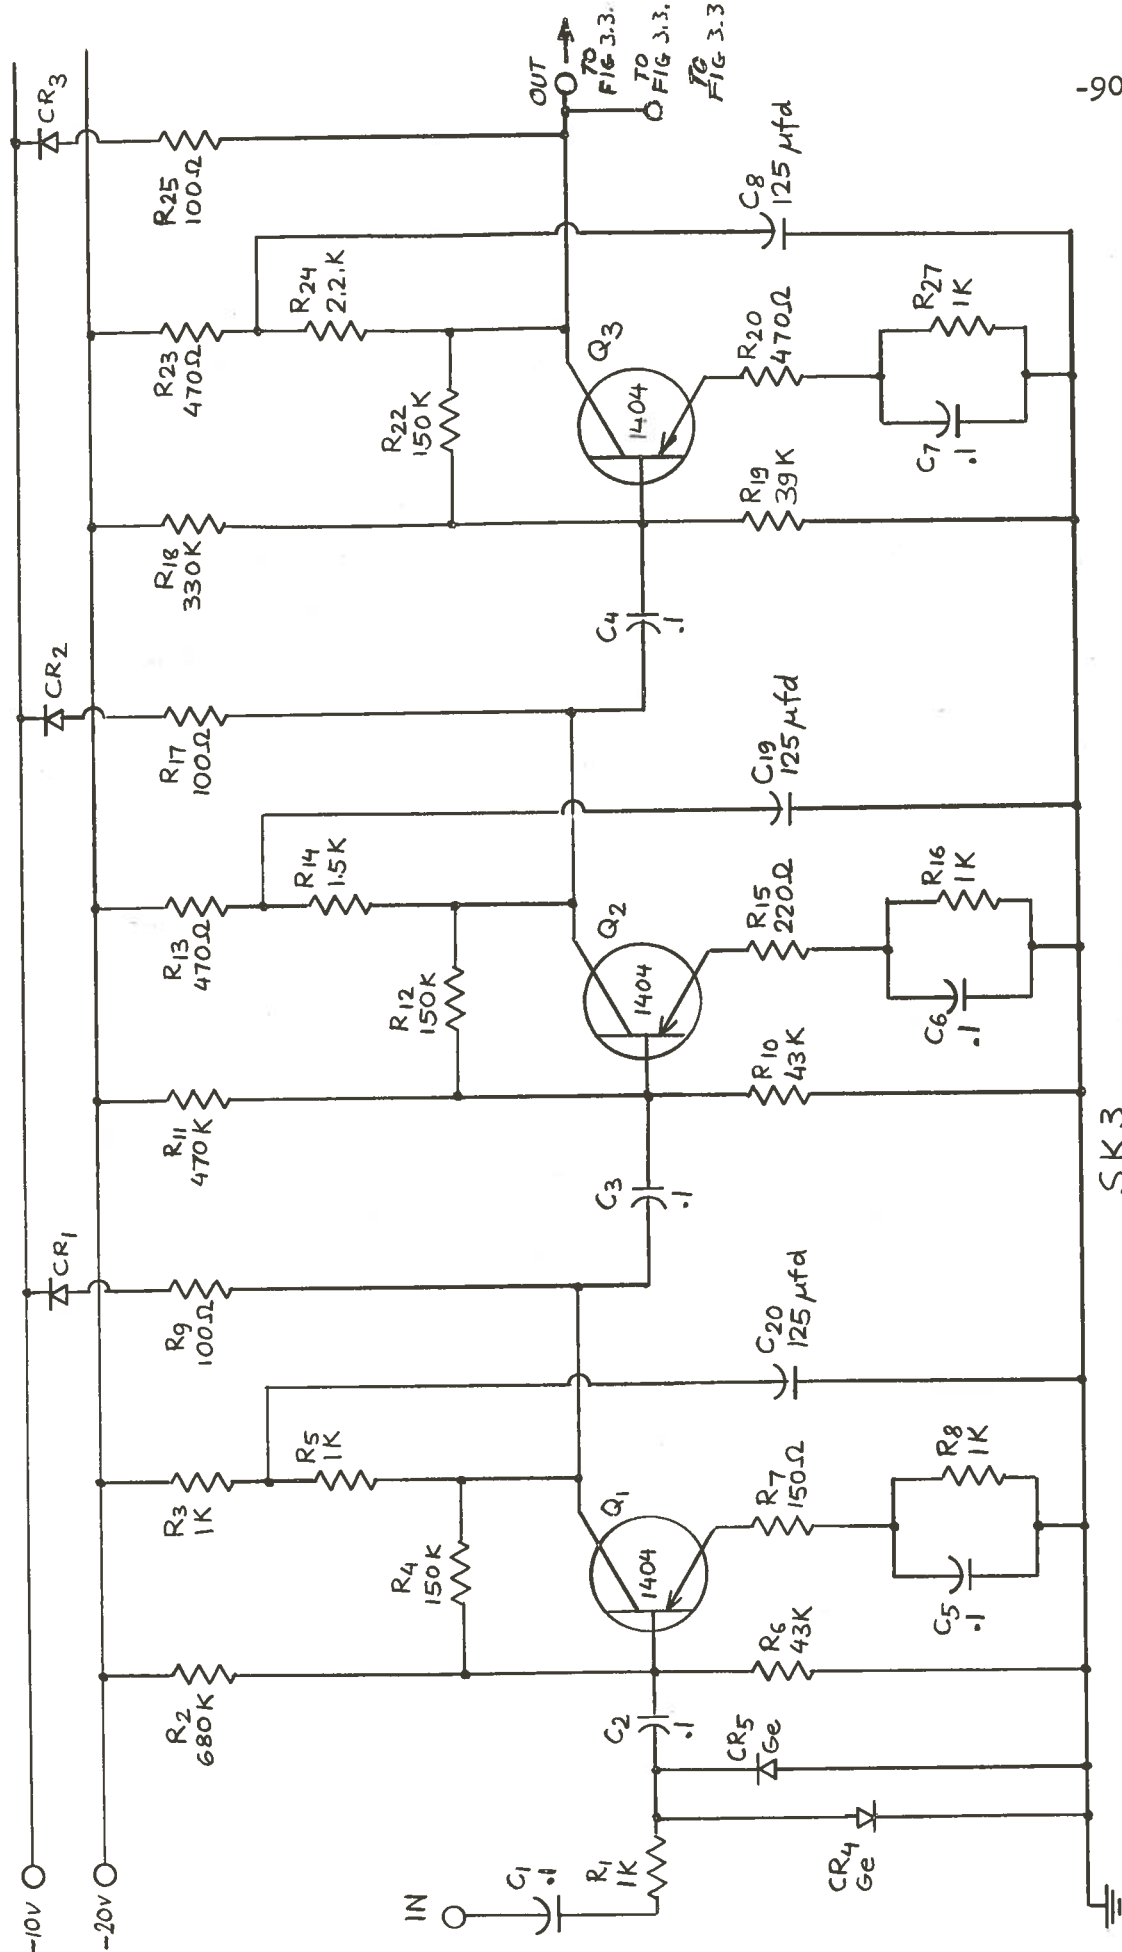 -10V
-20V
IN
C1
.1
R1
1K
CR4
Ge
CR5
Ge
C2
.1
R2
680K
R3
1K
R4
150K
R5
1K
Q1
1404
R6
43K
R7
150Ω
C5
.1
R8
1K
C20
125 μfd
CR1
R9
100Ω
C3
.1
R11
470K
R13
470Ω
R12
150K
R14
1.5K
Q2
1404
R10
43K
R15
220Ω
C6
.1
R16
1K
C19
125 μfd
CR2
R17
100Ω
C4
.1
R18
330K
R23
470Ω
R22
150K
R24
2.2.K
Q3
1404
R19
39K
R20
470Ω
C7
.1
R27
1K
C8
125 μfd
CR3
R25
100Ω
OUT
TO
FIG 3.3.
TO
FIG 3.3.
TO
FIG 3.3
-90
SK3